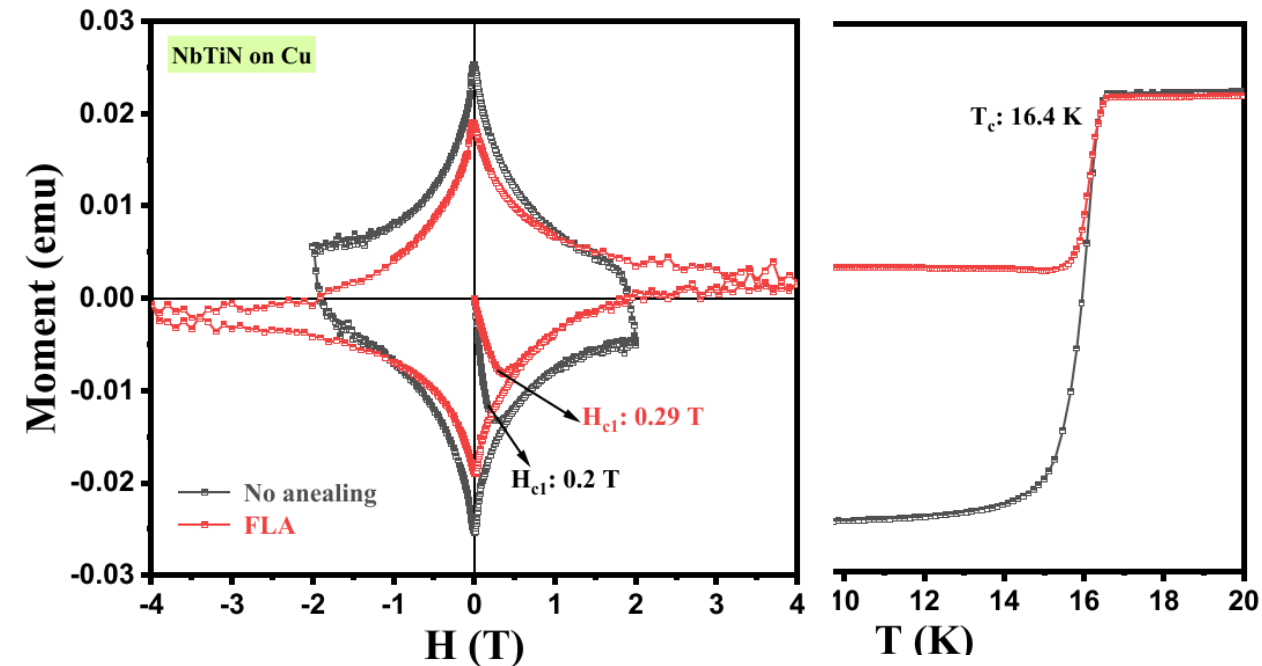 0.03
0.02
0.01
0.00
-0.01
-0.02
-0.03
Moment (emu)
NbTiN on Cu
Hc1: 0.29 T
Hc1: 0.2 T
No anealing
FLA
-4 -3 -2 -1 0 1 2 3 4
H (T)
Tc: 16.4 K
10 12 14 16 18 20
T (K)